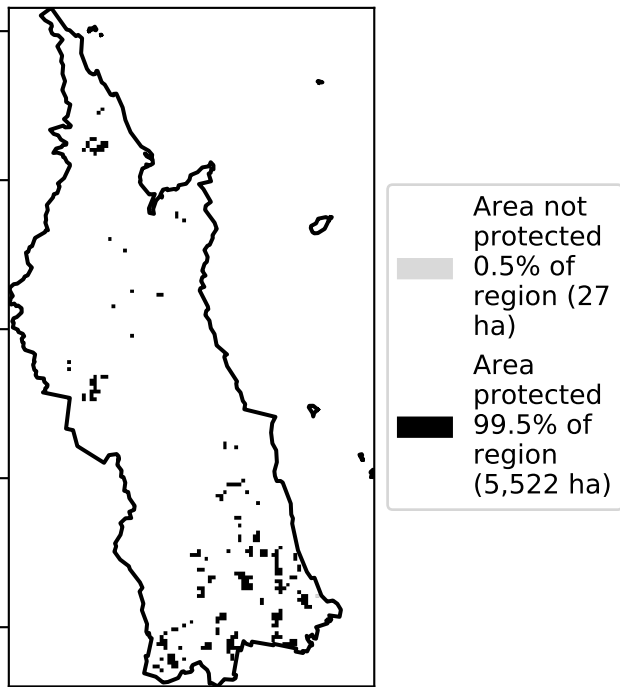 Area not
protected
0.5% of
region (27
ha)
Area
protected
99.5% of
region
(5,522 ha)